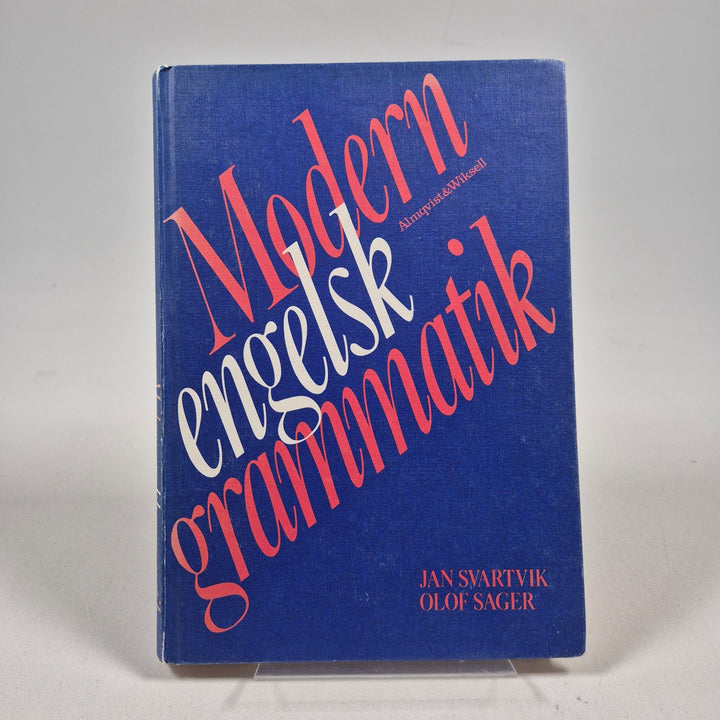 Modern
Almqvist&Wiksell
engelsk
grammatik
JAN SVARTVIK
OLOF SAGER